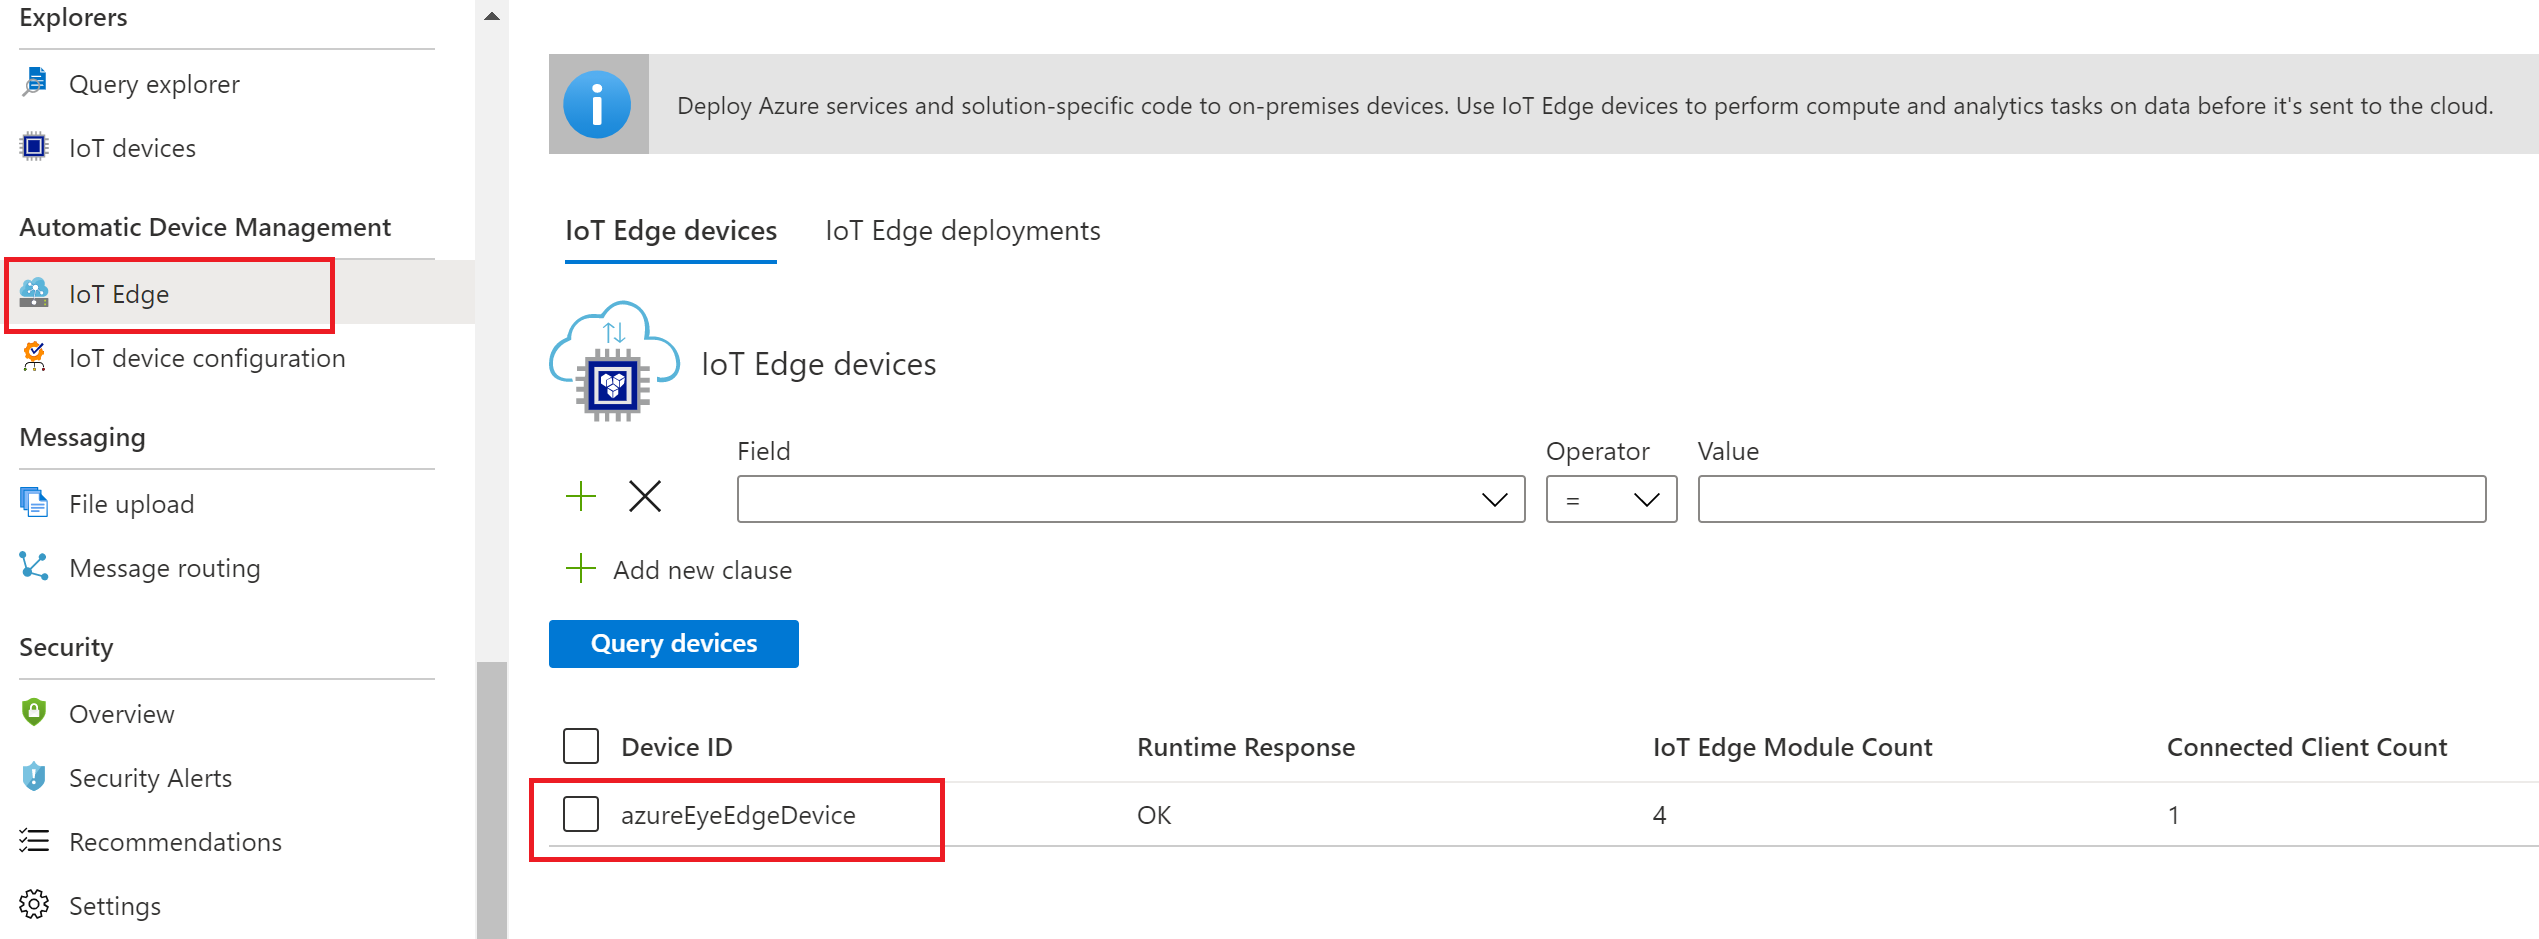 Explorers
Query explorer
IoT devices
Automatic Device Management
IoT Edge
IoT device configuration
Messaging
File upload
Message routing
Security
Overview
Security Alerts
Recommendations
Settings
Deploy Azure services and solution-specific code to on-premises devices. Use IoT Edge devices to perform compute and analytics tasks on data before it's sent to the cloud.
IoT Edge devices IoT Edge deployments
IoT Edge devices
Field Operator Value
=
Add new clause
Query devices
Device ID Runtime Response IoT Edge Module Count Connected Client Count
azureEyeEdgeDevice OK 4 1